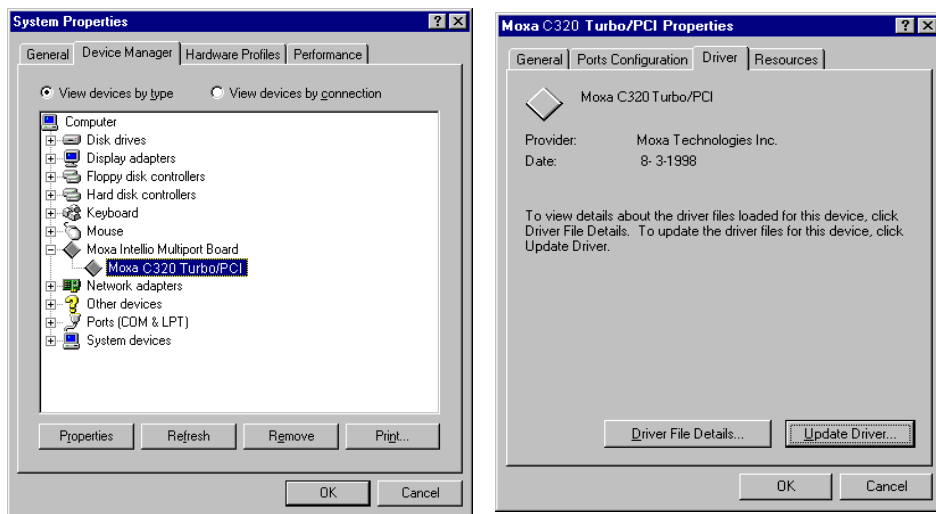 System Properties
General Device Manager Hardware Profiles Performance
View devices by type View devices by connection
Computer
Disk drives
Display adapters
Floppy disk controllers
Hard disk controllers
Keyboard
Mouse
Moxa Intellio Multiport Board
Moxa C320 Turbo/PCI
Network adapters
Other devices
Ports (COM & LPT)
System devices
Properties Refresh Remove Print...
OK Cancel
Moxa C320 Turbo/PCI Properties
General Ports Configuration Driver Resources
Moxa C320 Turbo/PCI
Provider: Moxa Technologies Inc.
Date: 8- 3-1998
To view details about the driver files loaded for this device, click
Driver File Details. To update the driver files for this device, click
Update Driver.
Driver File Details... Update Driver...
OK Cancel